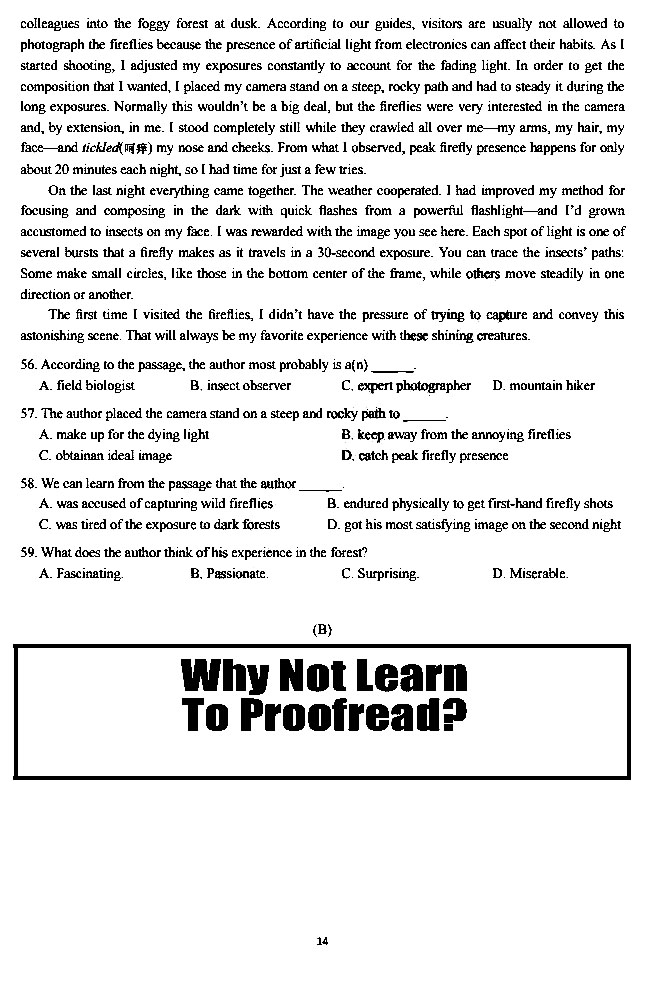 colleagues into the foggy forest at dusk. According to our guides, visitors are usually not allowed to
photograph the fireflies because the presence of artificial light from electronics can affect their habits. As I
started shooting, I adjusted my exposures constantly to account for the fading light. In order to get the
composition that I wanted, I placed my camera stand on a steep, rocky path and had to steady it during the
long exposures. Normally this wouldn't be a big deal, but the fireflies were very interested in the camera
and, by extension, in me. I stood completely still while they crawled all over me—my arms, my hair, my
face—and tickled(呵痒) my nose and cheeks. From what I observed, peak firefly presence happens for only
about 20 minutes each night, so I had time for just a few tries.
On the last night everything came together. The weather cooperated. I had improved my method for
focusing and composing in the dark with quick flashes from a powerful flashlight—and I'd grown
accustomed to insects on my face. I was rewarded with the image you see here. Each spot of light is one of
several bursts that a firefly makes as it travels in a 30-second exposure. You can trace the insects' paths:
Some make small circles, like those in the bottom center of the frame, while others move steadily in one
direction or another.
The first time I visited the fireflies, I didn't have the pressure of trying to capture and convey this
astonishing scene. That will always be my favorite experience with these shining creatures.
56. According to the passage, the author most probably is a(n) ______.
A. field biologist B. insect observer C. expert photographer D. mountain hiker
57. The author placed the camera stand on a steep and rocky path to ______.
A. make up for the dying light B. keep away from the annoying fireflies
C. obtainan ideal image D. catch peak firefly presence
58. We can learn from the passage that the author ______.
A. was accused of capturing wild fireflies B. endured physically to get first-hand firefly shots
C. was tired of the exposure to dark forests D. got his most satisfying image on the second night
59. What does the author think of his experience in the forest?
A. Fascinating. B. Passionate. C. Surprising. D. Miserable.
(B)
Why Not Learn
To Proofread?
14